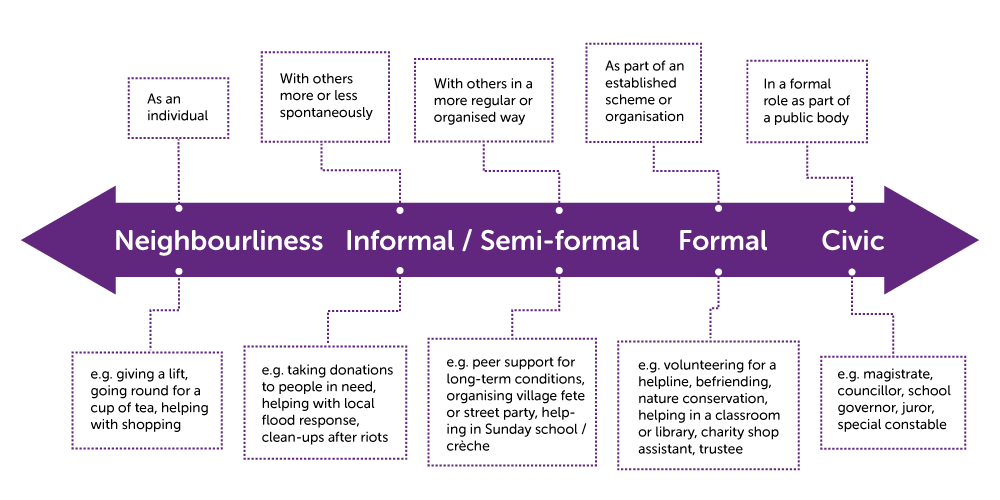 As an
individual
With others
more or less
spontaneously
With others in a
more regular or
organised way
As part of an
established
scheme or
organisation
In a formal
role as part of
a public body
Neighbourliness Informal / Semi-formal Formal Civic
e.g. giving a lift,
going round for a
cup of tea, helping
with shopping
e.g. taking donations
to people in need,
helping with local
flood response,
clean-ups after riots
e.g. peer support for
long-term conditions,
organising village fete
or street party, help-
ing in Sunday school /
crèche
e.g. volunteering for a
helpline, befriending,
nature conservation,
helping in a classroom
or library, charity shop
assistant, trustee
e.g. magistrate,
councillor, school
governor, juror,
special constable